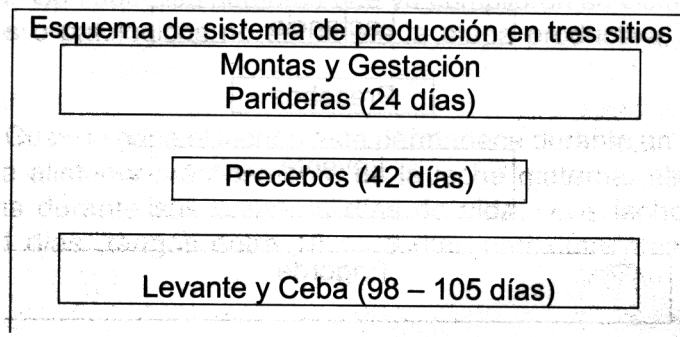 Esquema de sistema de producción en tres sitios
Montas y Gestación
Parideras (24 días)
Precebos (42 días)
Levante y Ceba (98 – 105 días)